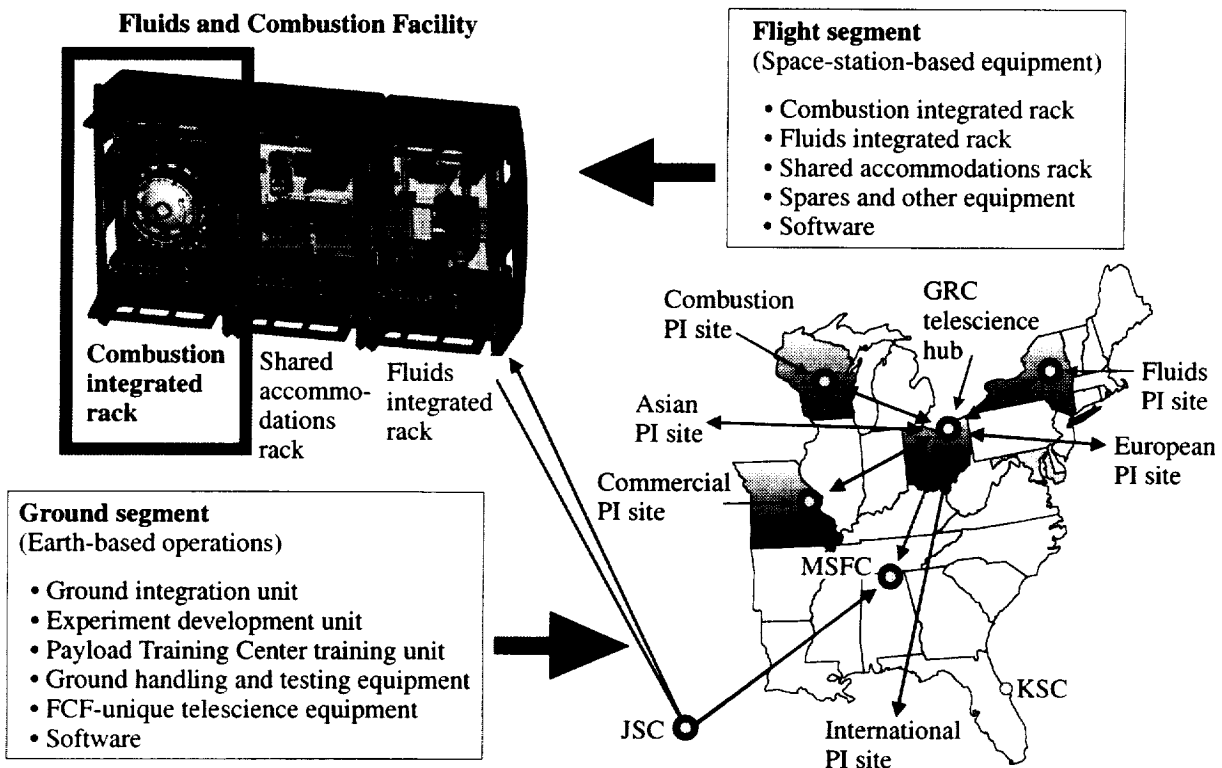 Fluids and Combustion Facility
Combustion
integrated
rack
Shared
accommo-
dations
rack
Fluids
integrated
rack
Flight segment
(Space-station-based equipment)
• Combustion integrated rack
• Fluids integrated rack
• Shared accommodations rack
• Spares and other equipment
• Software
Combustion
PI site
GRC
telescience
hub
Fluids
PI site
Asian
PI site
European
PI site
Commercial
PI site
MSFC
KSC
JSC
International
PI site
Ground segment
(Earth-based operations)
• Ground integration unit
• Experiment development unit
• Payload Training Center training unit
• Ground handling and testing equipment
• FCF-unique telescience equipment
• Software